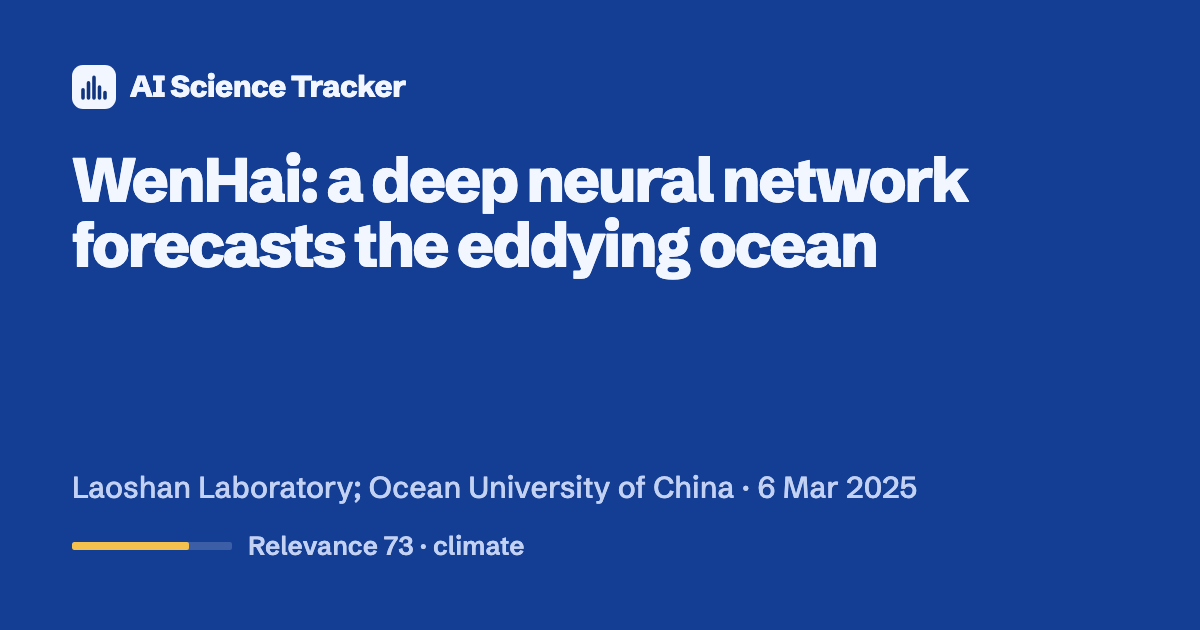 AI Science Tracker
WenHai: a deep neural network
forecasts the eddying ocean
Laoshan Laboratory; Ocean University of China · 6 Mar 2025
Relevance 73 · climate